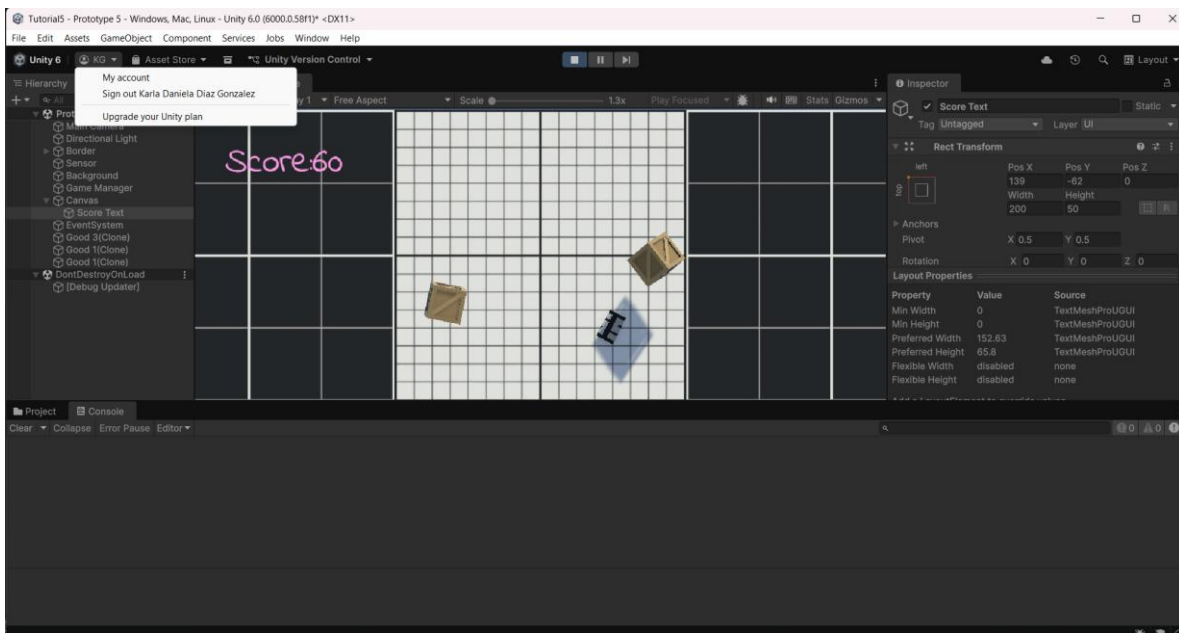 Tutorial5 - Prototype 5 - Windows, Mac, Linux - Unity 6.0 (6000.0.58f1)* <DX11>
File Edit Assets GameObject Component Services Jobs Window Help
Unity 6 KG Asset Store Unity Version Control Layout
My account
Sign out Karla Daniela Diaz Gonzalez
Upgrade your Unity plan
Hierarchy
All
Free Aspect Scale 1.3x Play Focused Stats Gizmos
Main Camera
Directional Light
Border
Sensor
Background
Game Manager
Canvas
Score Text
EventSystem
Good 3(Clone)
Good 1(Clone)
Good 1(Clone)
DontDestroyOnLoad
[Debug Updater]
Score:60
Inspector
Score Text Static
Tag Untagged Layer UI
Rect Transform
left Pos X Pos Y Pos Z
top 139 -62 0
Width Height
200 50 R
Anchors
Pivot X 0.5 Y 0.5
Rotation X 0 Y 0 Z 0
Layout Properties
Property Value Source
Min Width 0 TextMeshProUGUI
Min Height 0 TextMeshProUGUI
Preferred Width 152.63 TextMeshProUGUI
Preferred Height 65.8 TextMeshProUGUI
Flexible Width disabled none
Flexible Height disabled none
Project Console
Clear Collapse Error Pause Editor
0 0